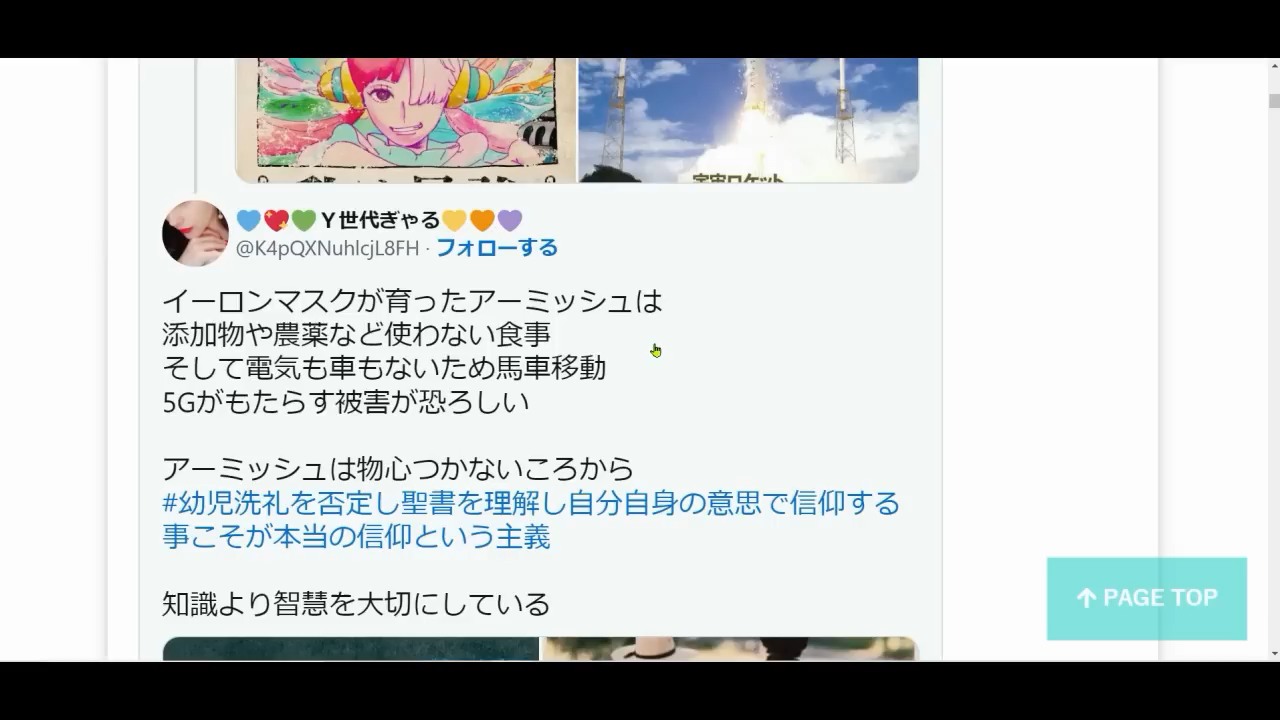 宇宙ロケット
Y世代ぎゃる
@K4pQXNuhlcjL8FH · フォローする
イーロンマスクが育ったアーミッシュは
添加物や農薬など使わない食事
そして電気も車もないため馬車移動
5Gがもたらす被害が恐ろしい
アーミッシュは物心つかないころから
#幼児洗礼を否定し聖書を理解し自分自身の意思で信仰する
事こそが本当の信仰という主義
知識より智慧を大切にしている
↑ PAGE TOP